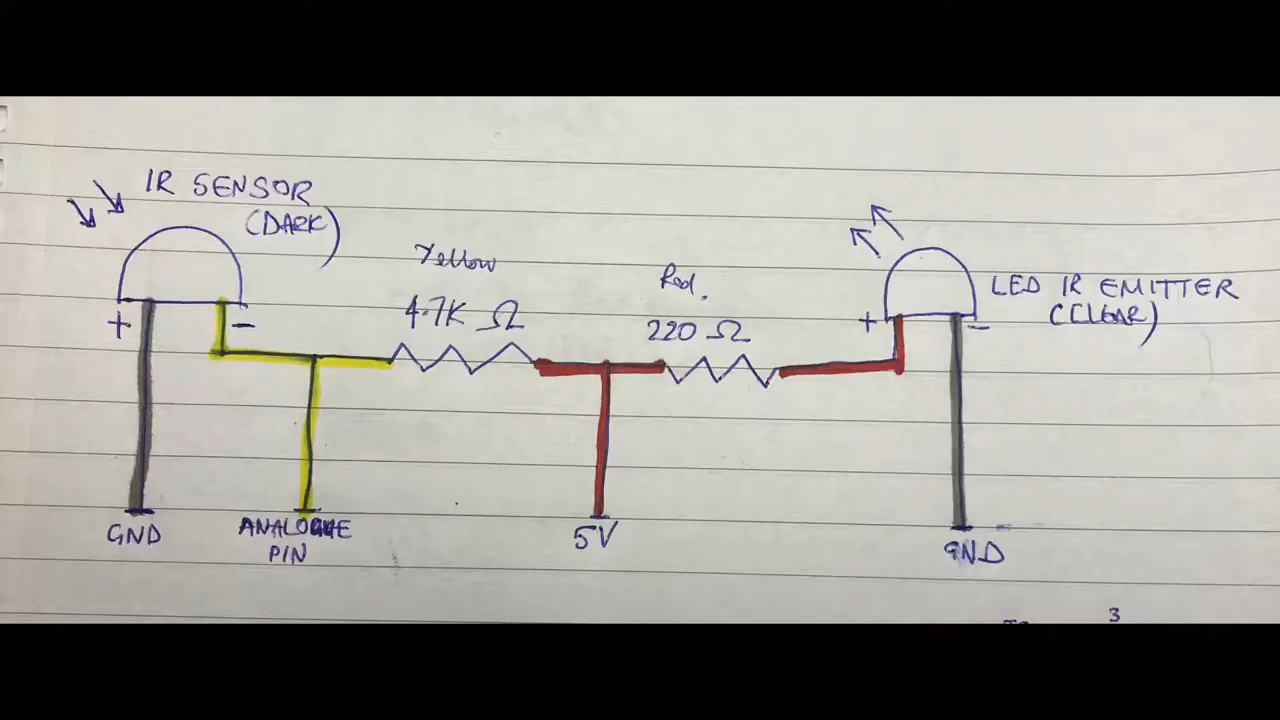 IR SENSOR
(DARK)
+
-
Yellow
4.7K Ω
Red.
220 Ω
LED IR EMITTER
(CLEAR)
+
-
GND
ANALOGUE
PIN
5V
GND
3